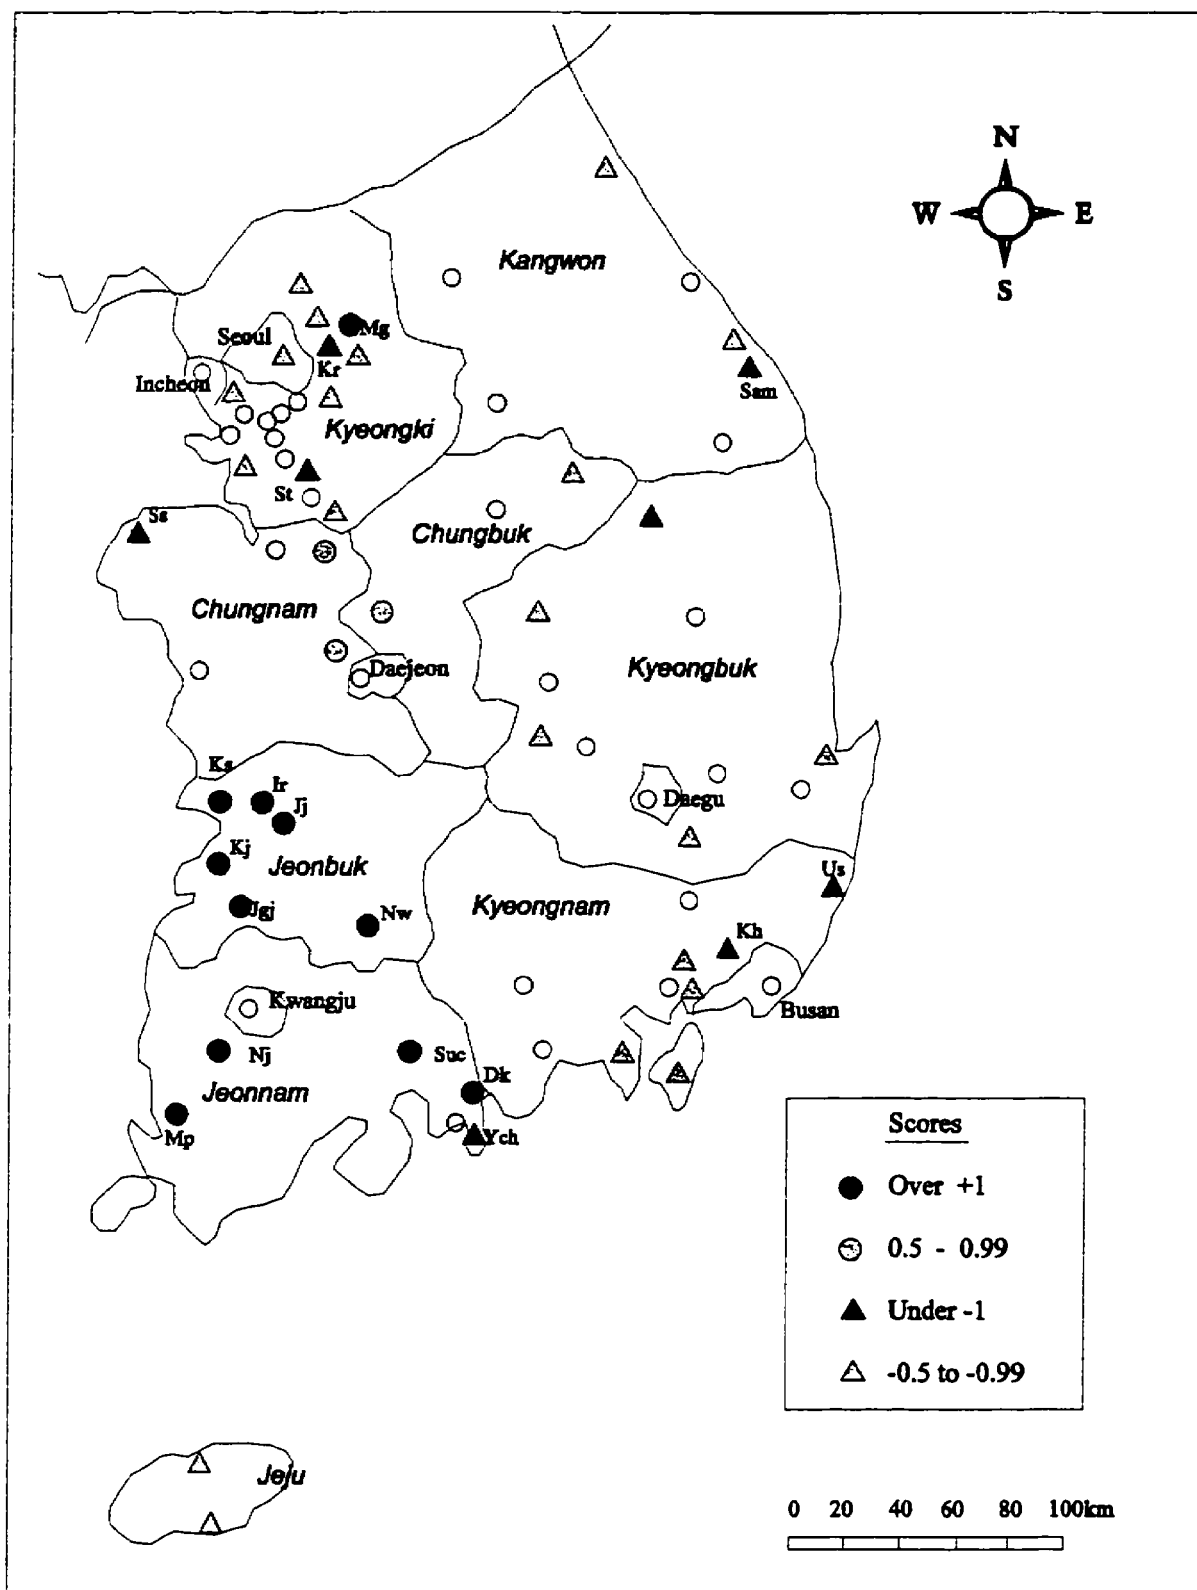 N
W E
S
Kangwon
Mg
Seoul
Kr
Incheon
Sam
Kyeongki
St
Ss
Chungbuk
Chungnam
Daejeon
Kyeongbuk
Ks
Ir
Jj
Daegu
Kj
Jeonbuk
Us
Jgj
Nw
Kyeongnam
Kh
Kwangju
Busan
Nj
Suc
Dk
Jeonnam
Mp
Ych
Scores
Over +1
0.5 - 0.99
Under -1
-0.5 to -0.99
Jeju
0 20 40 60 80 100km